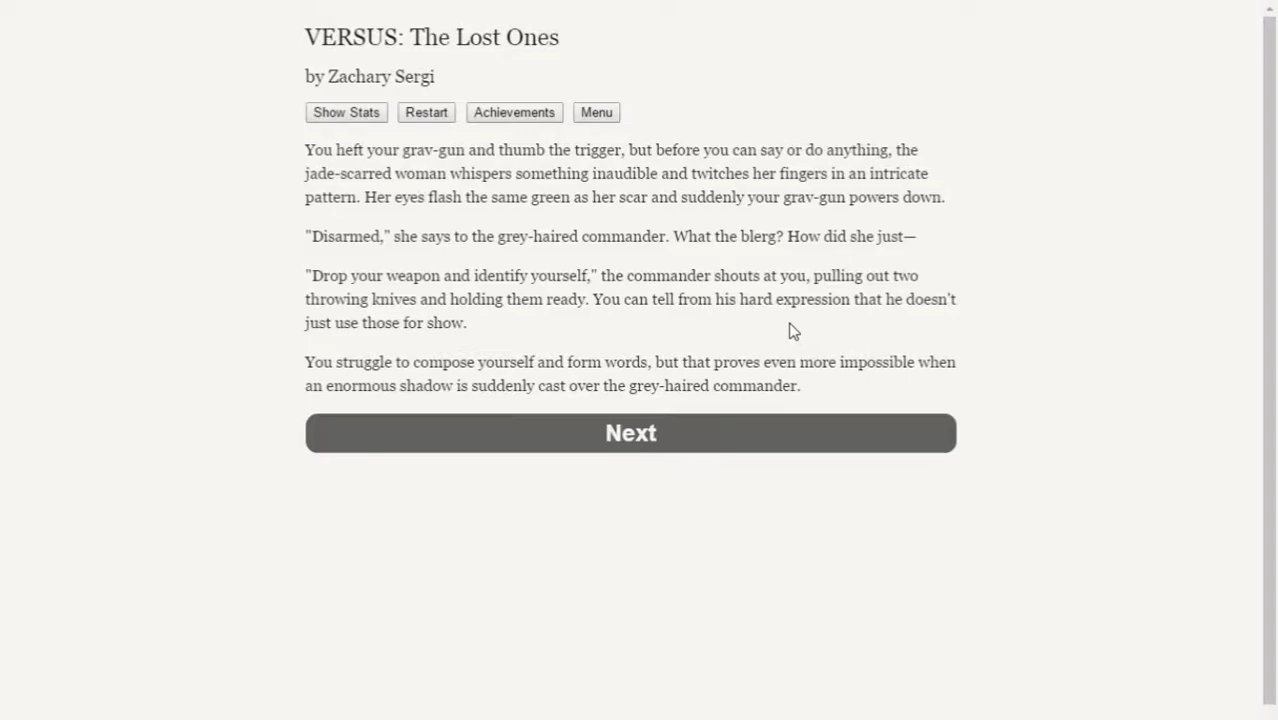 VERSUS: The Lost Ones
by Zachary Sergi
Show Stats Restart Achievements Menu
You heft your grav-gun and thumb the trigger, but before you can say or do anything, the
jade-scarred woman whispers something inaudible and twitches her fingers in an intricate
pattern. Her eyes flash the same green as her scar and suddenly your grav-gun powers down.
"Disarmed," she says to the grey-haired commander. What the blerg? How did she just—
"Drop your weapon and identify yourself," the commander shouts at you, pulling out two
throwing knives and holding them ready. You can tell from his hard expression that he doesn't
just use those for show.
You struggle to compose yourself and form words, but that proves even more impossible when
an enormous shadow is suddenly cast over the grey-haired commander.
Next